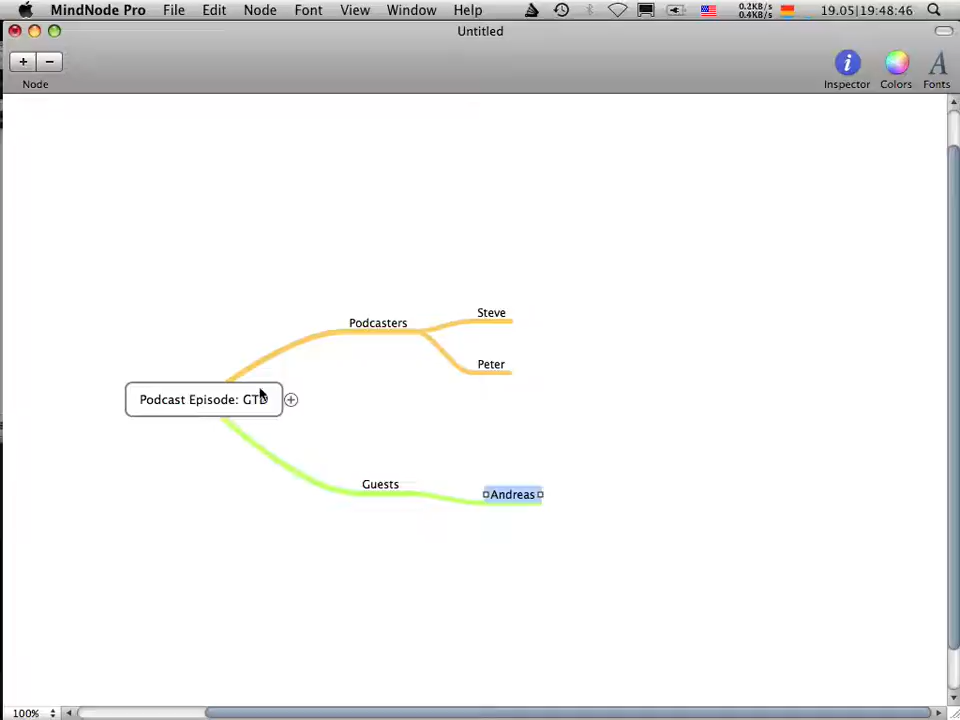 MindNode Pro File Edit Node Font View Window Help 0.2KB/s 0.4KB/s 19.05|19:48:46
Untitled
+ −
Node Inspector Colors Fonts
Steve
Podcasters
Peter
Podcast Episode: GTD
Guests
Andreas
100%